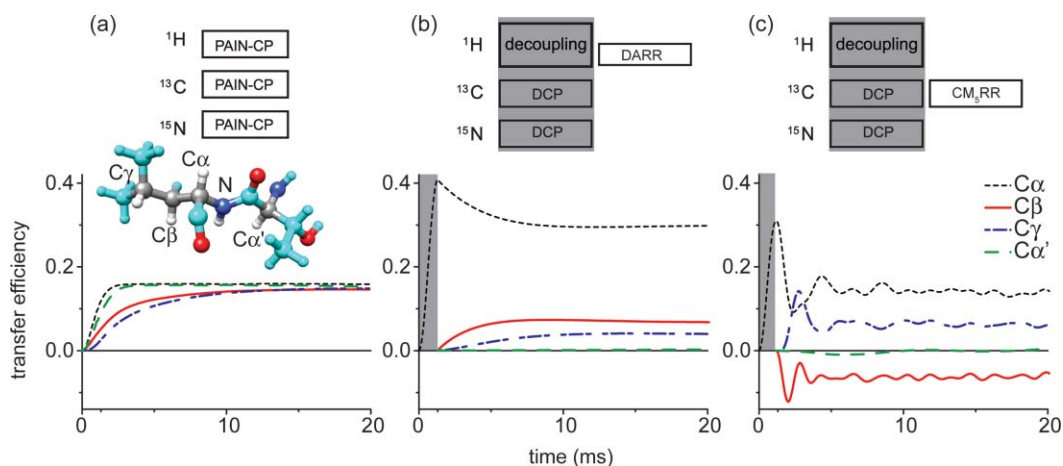 (a)
¹H PAIN-CP
¹³C PAIN-CP
¹⁵N PAIN-CP
Cγ
Cα
N
Cβ
Cα'
(b)
¹H decoupling DARR
¹³C DCP
¹⁵N DCP
(c)
¹H decoupling
¹³C DCP CM₅RR
¹⁵N DCP
Cα
Cβ
Cγ
Cα'
transfer efficiency
0.4
0.2
0.0
0 10 20
0.4
0.2
0.0
0 10 20
0.4
0.2
0.0
0 10 20
time (ms)